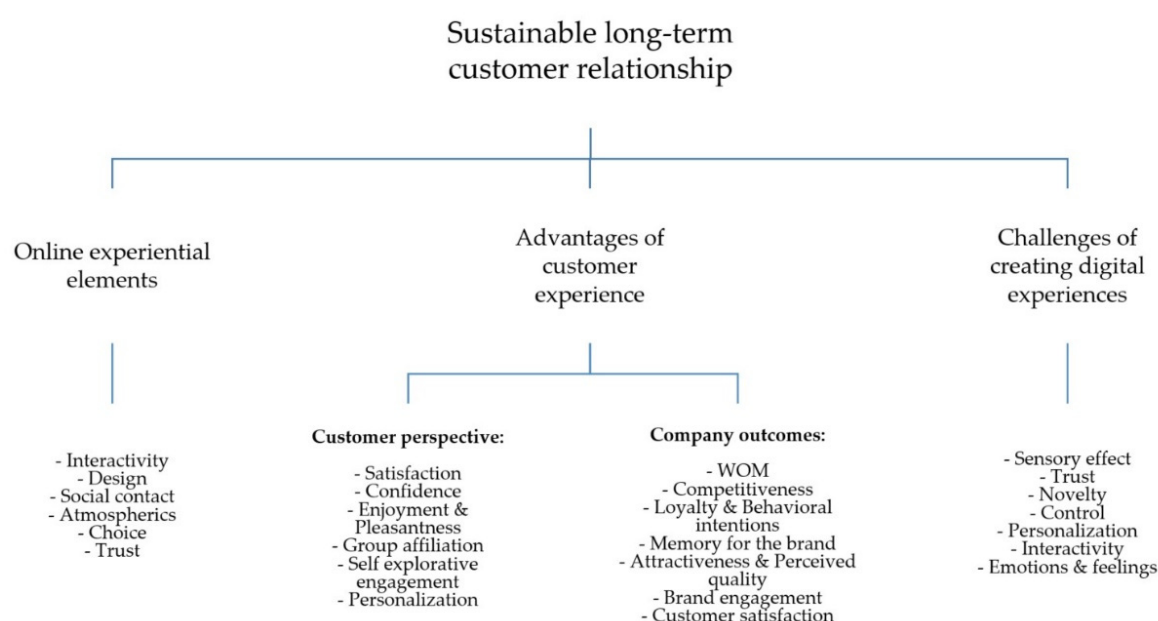 Sustainable long-term
customer relationship
Online experiential
elements
Advantages of
customer
experience
Challenges of
creating digital
experiences
- Interactivity
- Design
- Social contact
- Atmospherics
- Choice
- Trust
Customer perspective:
- Satisfaction
- Confidence
- Enjoyment &
Pleasantness
- Group affiliation
- Self explorative
engagement
- Personalization
Company outcomes:
- WOM
- Competitiveness
- Loyalty & Behavioral
intentions
- Memory for the brand
- Attractiveness & Perceived
quality
- Brand engagement
- Customer satisfaction
- Sensory effect
- Trust
- Novelty
- Control
- Personalization
- Interactivity
- Emotions & feelings